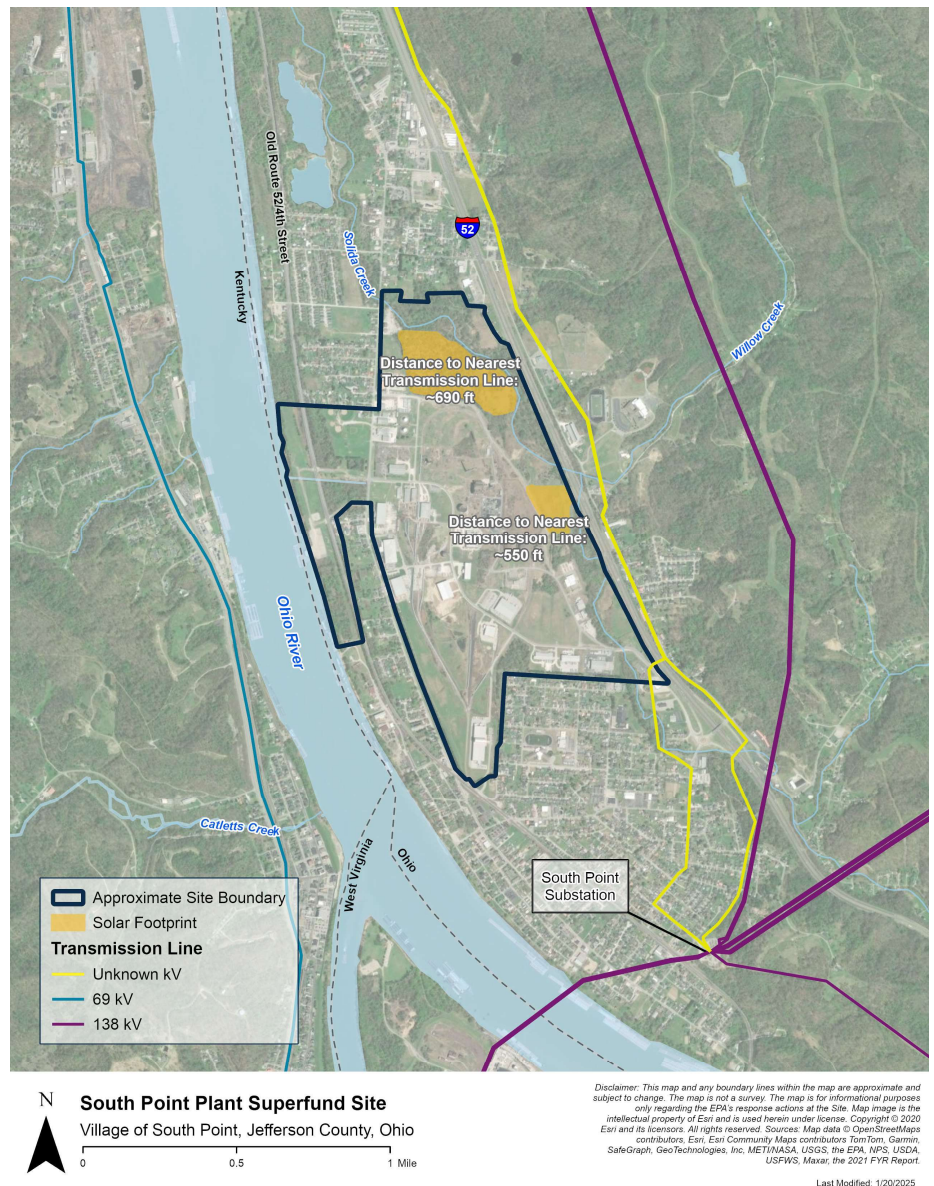 Old Route 52/4th Street
Solida Creek
52
Kentucky
Willow Creek
Distance to Nearest
Transmission Line:
~690 ft
Distance to Nearest
Transmission Line:
~550 ft
Ohio River
Catletts Creek
West Virginia
Ohio
South Point
Substation
Approximate Site Boundary
Solar Footprint
Transmission Line
Unknown kV
69 kV
138 kV
N
South Point Plant Superfund Site
Village of South Point, Jefferson County, Ohio
0 0.5 1 Mile
Disclaimer: This map and any boundary lines within the map are approximate and
subject to change. The map is not a survey. The map is for informational purposes
only regarding the EPA's response actions at the Site. Map image is the
intellectual property of Esri and is used herein under license. Copyright © 2020
Esri and its licensors. All rights reserved. Sources: Map data © OpenStreetMaps
contributors, Esri, Esri Community Maps contributors TomTom, Garmin,
SafeGraph, GeoTechnologies, Inc, METI/NASA, USGS, the EPA, NPS, USDA,
USFWS, Maxar, the 2021 FYR Report.
Last Modified: 1/20/2025